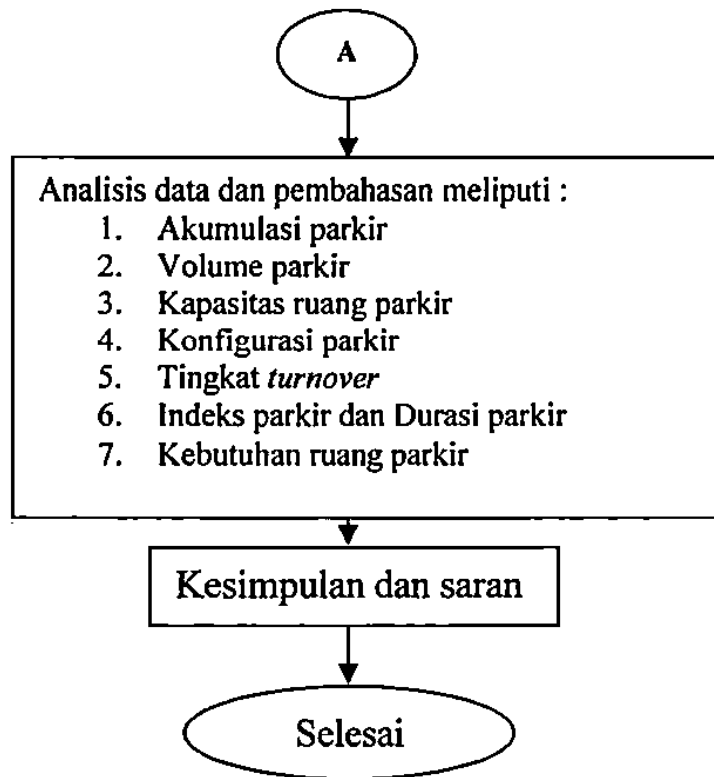 A
Analisis data dan pembahasan meliputi :
1. Akumulasi parkir
2. Volume parkir
3. Kapasitas ruang parkir
4. Konfigurasi parkir
5. Tingkat turnover
6. Indeks parkir dan Durasi parkir
7. Kebutuhan ruang parkir
Kesimpulan dan saran
Selesai